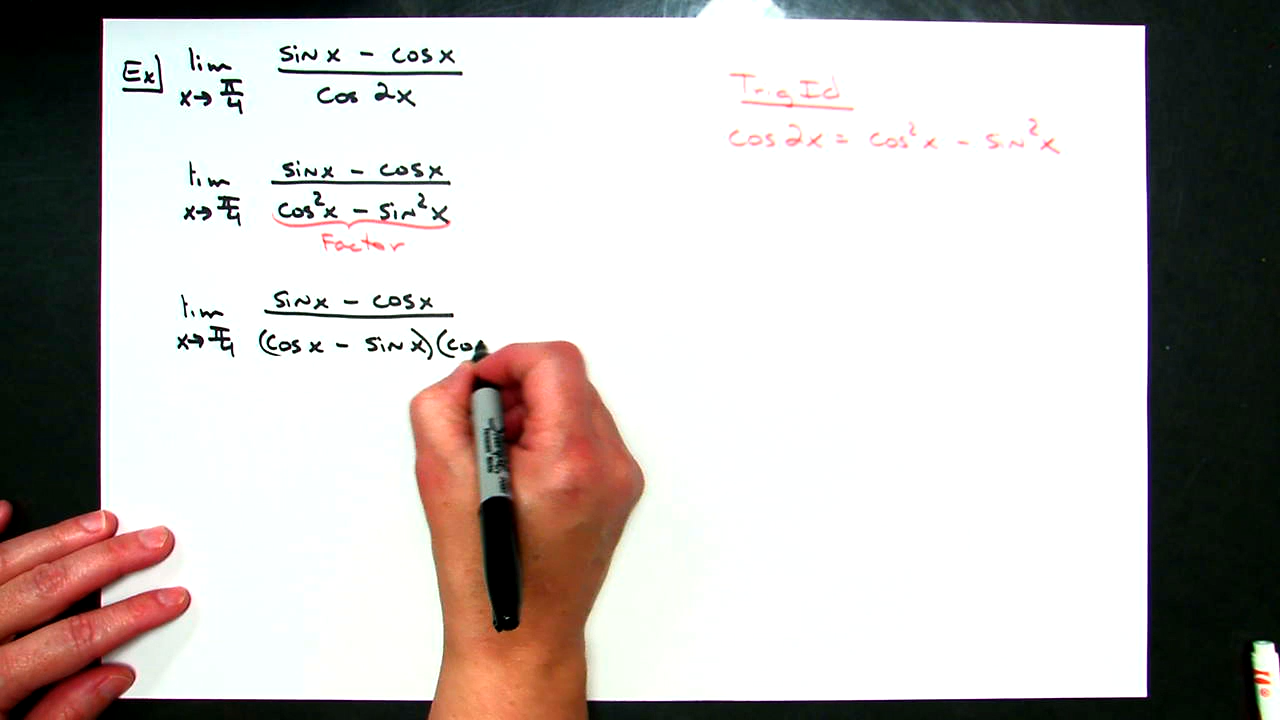 Ex] lim x→π/4 (sin x - cos x)/(cos 2x)
Trig Id
cos 2x = cos²x - sin²x
lim x→π/4 (sin x - cos x)/(cos²x - sin²x)
Factor
lim x→π/4 (sin x - cos x)/((cos x - sin x)(co